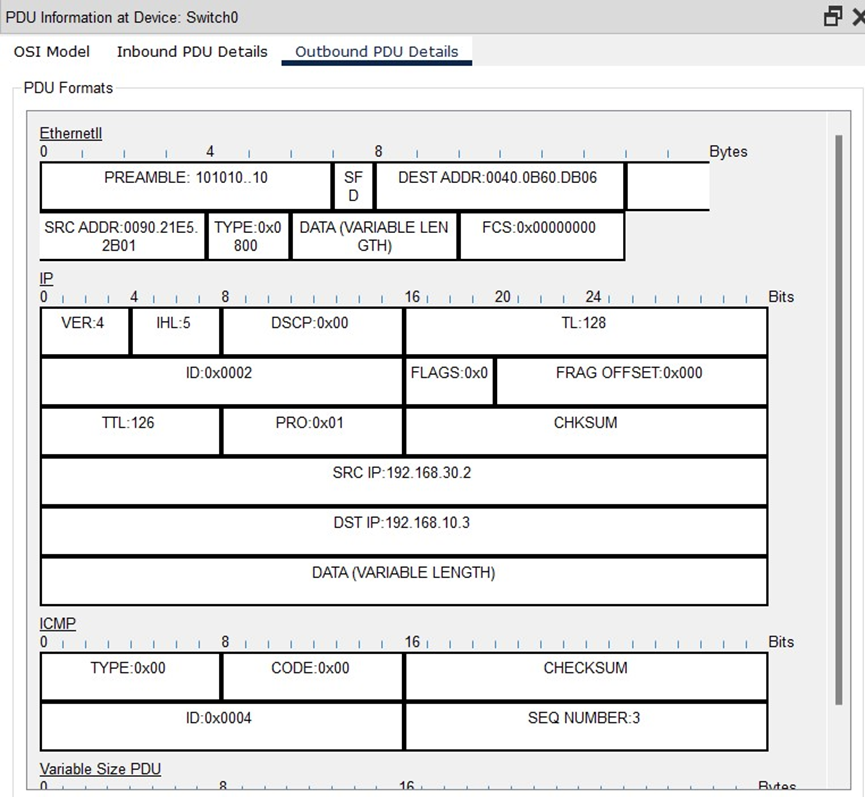 PDU Information at Device: Switch0
OSI Model Inbound PDU Details Outbound PDU Details
PDU Formats
EthernetII
0 4 8 Bytes
PREAMBLE: 101010..10 SF DEST ADDR:0040.0B60.DB06
D
SRC ADDR:0090.21E5. TYPE:0x0 DATA (VARIABLE LEN FCS:0x00000000
2B01 800 GTH)
IP
0 4 8 16 20 24 Bits
VER:4 IHL:5 DSCP:0x00 TL:128
ID:0x0002 FLAGS:0x0 FRAG OFFSET:0x000
TTL:126 PRO:0x01 CHKSUM
SRC IP:192.168.30.2
DST IP:192.168.10.3
DATA (VARIABLE LENGTH)
ICMP
0 8 16 Bits
TYPE:0x00 CODE:0x00 CHECKSUM
ID:0x0004 SEQ NUMBER:3
Variable Size PDU
0 8 16 Bytes